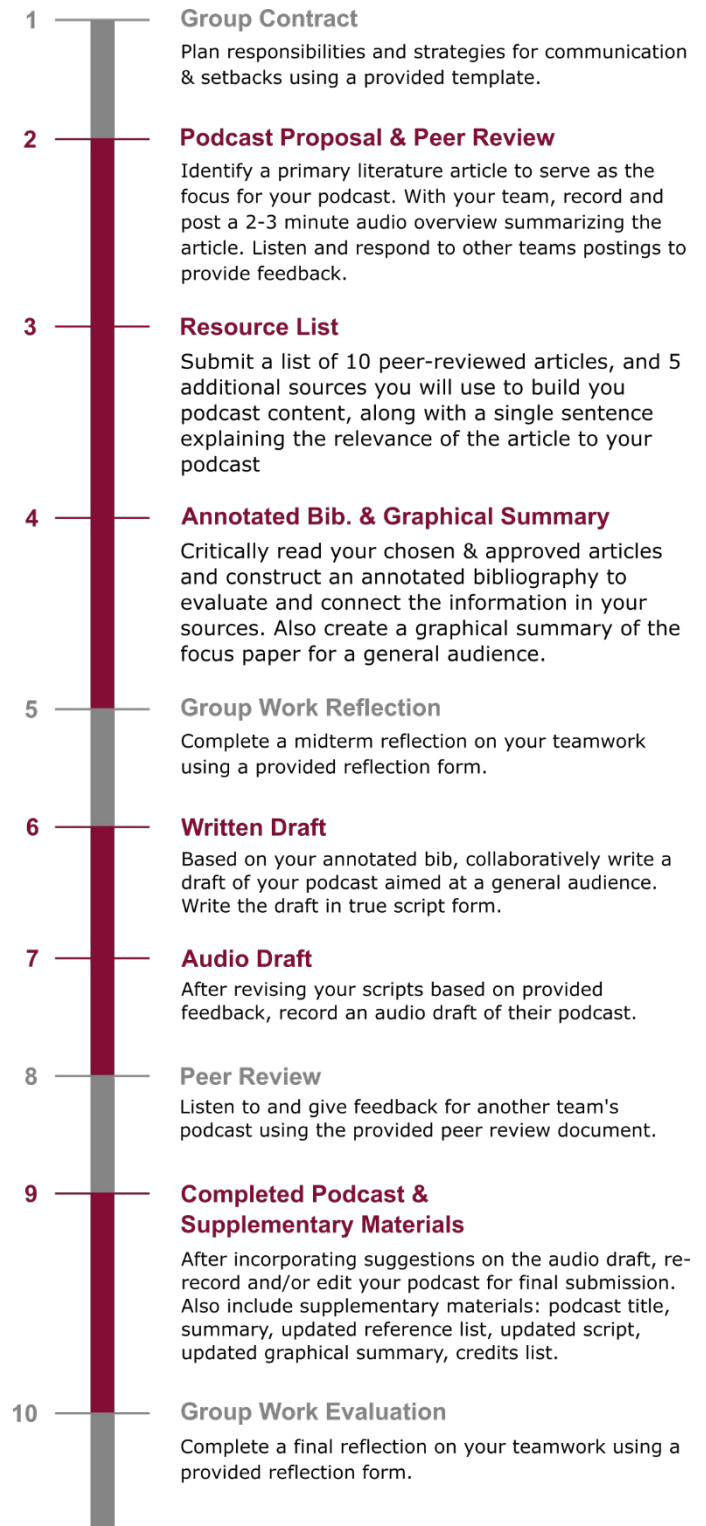 1 Group Contract
Plan responsibilities and strategies for communication
& setbacks using a provided template.
2 Podcast Proposal & Peer Review
Identify a primary literature article to serve as the
focus for your podcast. With your team, record and
post a 2-3 minute audio overview summarizing the
article. Listen and respond to other teams postings to
provide feedback.
3 Resource List
Submit a list of 10 peer-reviewed articles, and 5
additional sources you will use to build you
podcast content, along with a single sentence
explaining the relevance of the article to your
podcast
4 Annotated Bib. & Graphical Summary
Critically read your chosen & approved articles
and construct an annotated bibliography to
evaluate and connect the information in your
sources. Also create a graphical summary of the
focus paper for a general audience.
5 Group Work Reflection
Complete a midterm reflection on your teamwork
using a provided reflection form.
6 Written Draft
Based on your annotated bib, collaboratively write a
draft of your podcast aimed at a general audience.
Write the draft in true script form.
7 Audio Draft
After revising your scripts based on provided
feedback, record an audio draft of their podcast.
8 Peer Review
Listen to and give feedback for another team's
podcast using the provided peer review document.
9 Completed Podcast &
Supplementary Materials
After incorporating suggestions on the audio draft, re-
record and/or edit your podcast for final submission.
Also include supplementary materials: podcast title,
summary, updated reference list, updated script,
updated graphical summary, credits list.
10 Group Work Evaluation
Complete a final reflection on your teamwork using a
provided reflection form.